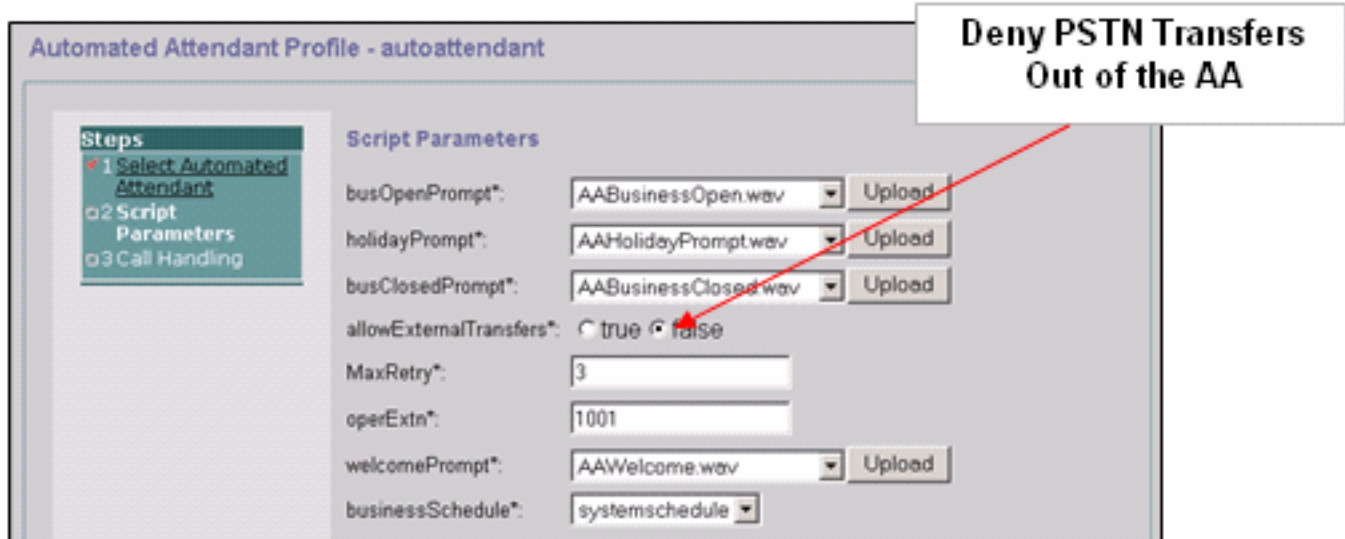 Deny PSTN Transfers
Out of the AA
Automated Attendant Profile - autoattendant
Steps
1 Select Automated
Attendant
2 Script
Parameters
3 Call Handling
Script Parameters
busOpenPrompt*: AABusinessOpen.wav Upload
holidayPrompt*: AAHolidayPrompt.wav Upload
busClosedPrompt*: AABusinessClosed.wav Upload
allowExternalTransfers*: true false
MaxRetry*: 3
operExtn*: 1001
welcomePrompt*: AAWelcome.wav Upload
businessSchedule*: systemschedule